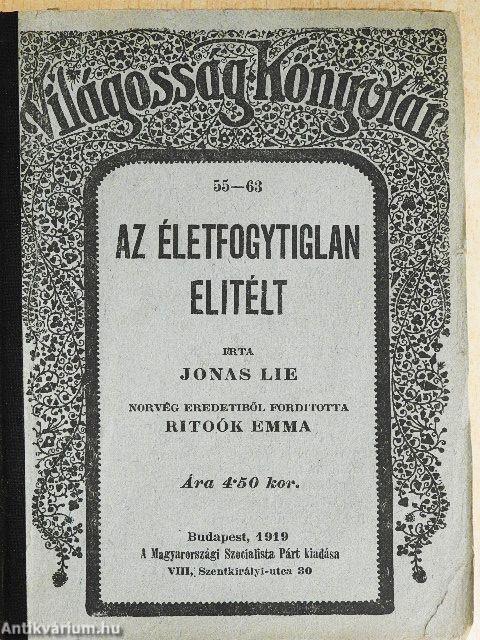 Világosság-Könyvtár
55—63
AZ ÉLETFOGYTIGLAN
ELITÉLT
IRTA
JONAS LIE
NORVÉG EREDETIBŐL FORDITOTTA
RITOÓK EMMA
Ára 4·50 kor.
Budapest, 1919
A Magyarországi Szocialista Párt kiadása
VIII, Szentkirályi-utca 30
Antikvárium.hu